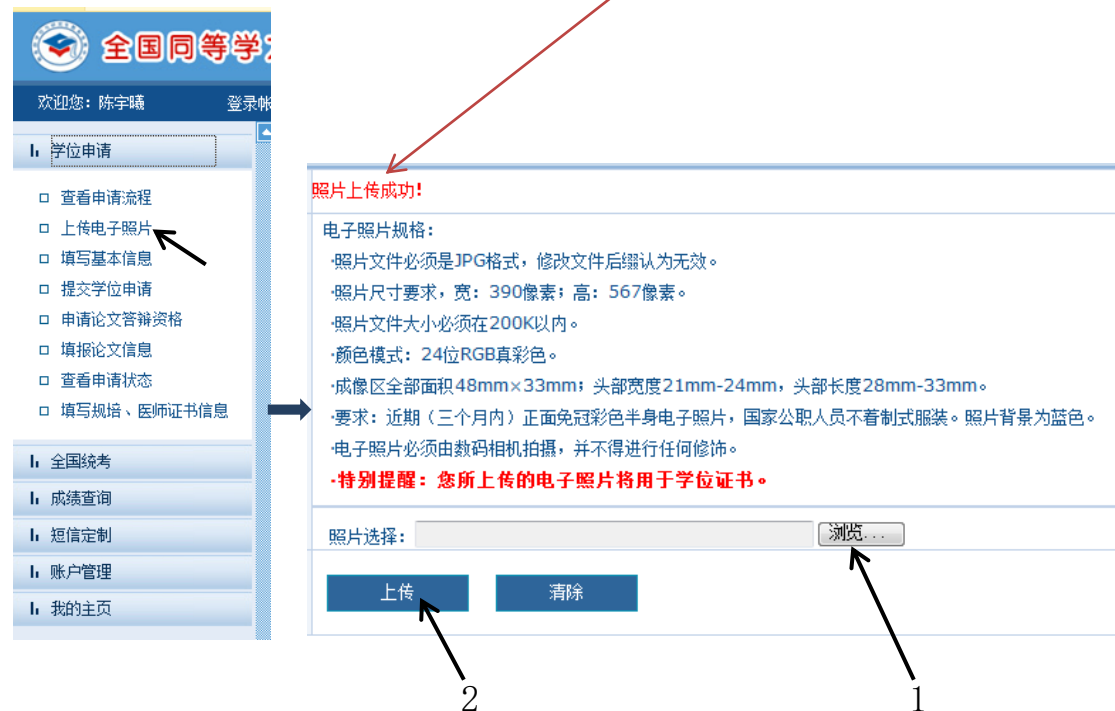 全国同等学
欢迎您：陈宇曦 登录帐
学位申请
查看申请流程
上传电子照片
填写基本信息
提交学位申请
申请论文答辩资格
填报论文信息
查看申请状态
填写规培、医师证书信息
全国统考
成绩查询
短信定制
账户管理
我的主页
照片上传成功!
电子照片规格：
·照片文件必须是JPG格式，修改文件后缀认为无效。
·照片尺寸要求，宽：390像素；高：567像素。
·照片文件大小必须在200K以内。
·颜色模式：24位RGB真彩色。
·成像区全部面积48mm×33mm；头部宽度21mm-24mm，头部长度28mm-33mm。
·要求：近期（三个月内）正面免冠彩色半身电子照片，国家公职人员不着制式服装。照片背景为蓝色。
·电子照片必须由数码相机拍摄，并不得进行任何修饰。
·特别提醒：您所上传的电子照片将用于学位证书。
照片选择： 浏览...
上传 清除
2 1